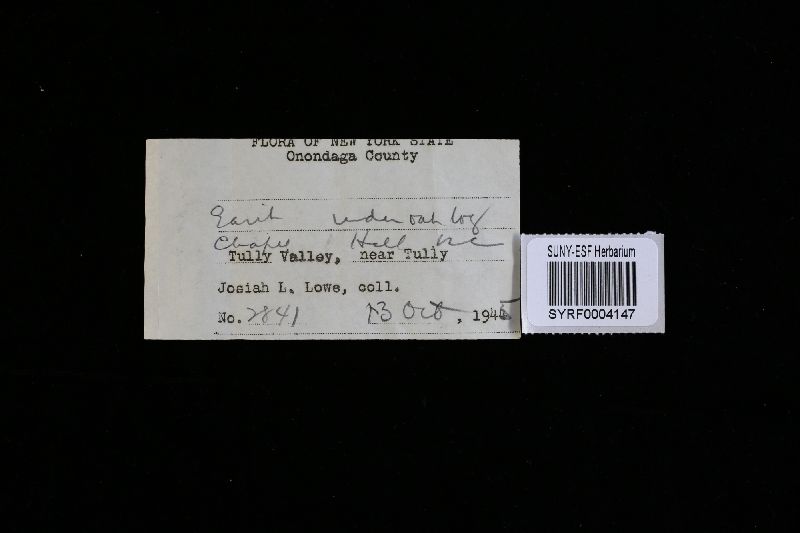 FLORA OF NEW YORK STATE
Onondaga County
Earth under oak log
Chapel Hill NC
Tully Valley, near Tully
Josiah L. Lowe, coll.
No. 2841 13 Oct, 1945
SUNY-ESF Herbarium
SYRF0004147